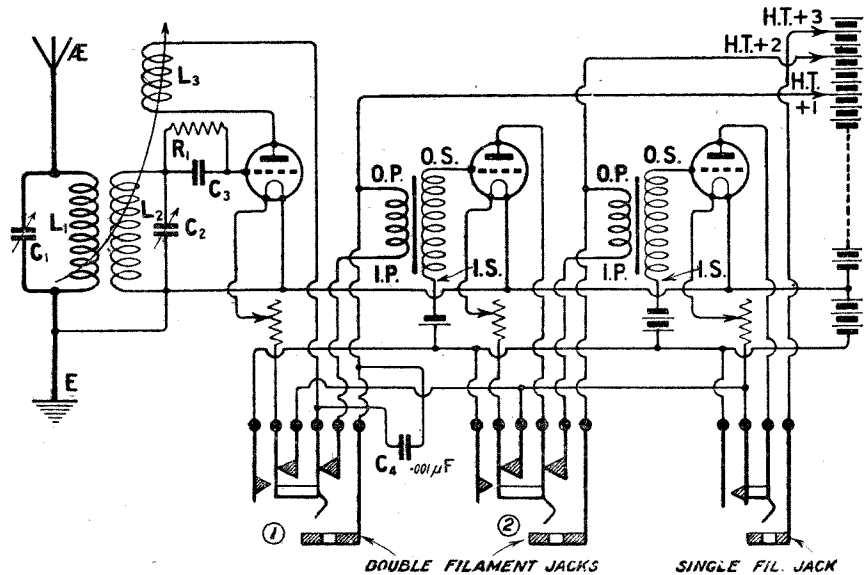 H.T.+3
H.T.+2
H.T.
+1
Æ
L3
R1
C3
L1
L2
C2
C1
O.P.
O.S.
O.P.
O.S.
I.P.
I.S.
I.P.
I.S.
E
C4 .001µF
1
2
DOUBLE FILAMENT JACKS
SINGLE FIL. JACK